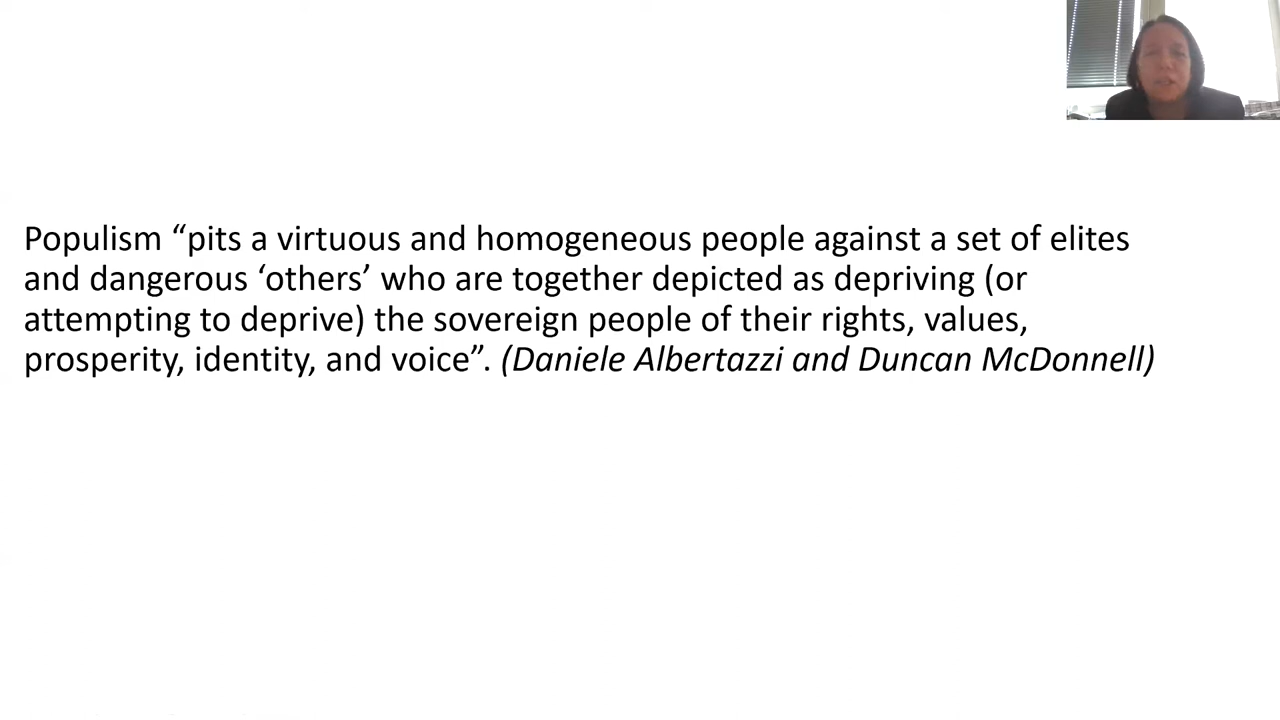 Populism “pits a virtuous and homogeneous people against a set of elites
and dangerous ‘others’ who are together depicted as depriving (or
attempting to deprive) the sovereign people of their rights, values,
prosperity, identity, and voice”. (Daniele Albertazzi and Duncan McDonnell)